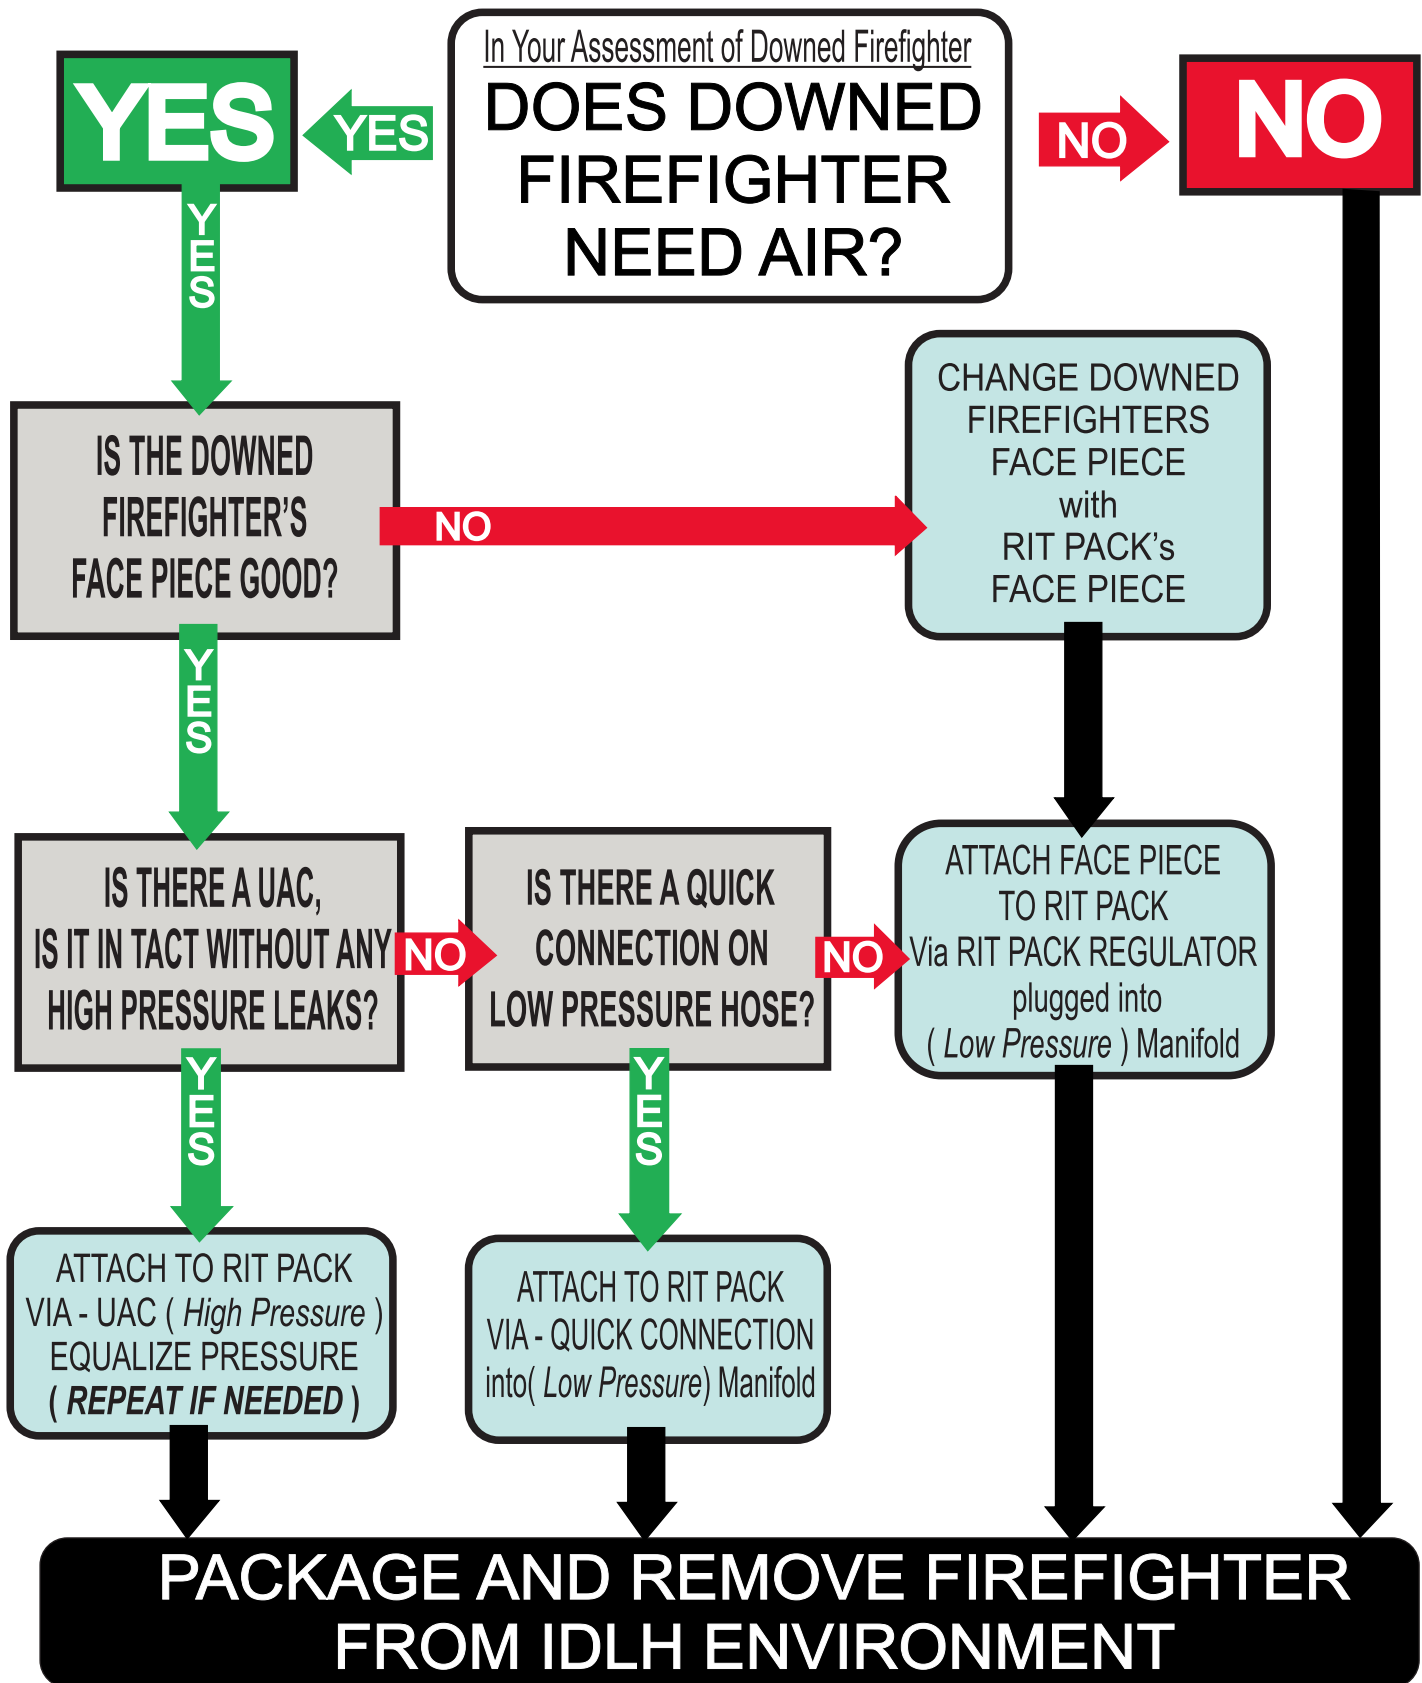 In Your Assessment of Downed Firefighter
DOES DOWNED
FIREFIGHTER
NEED AIR?
YES
YES
NO
NO
YES
IS THE DOWNED
FIREFIGHTER'S
FACE PIECE GOOD?
NO
CHANGE DOWNED
FIREFIGHTERS
FACE PIECE
with
RIT PACK's
FACE PIECE
YES
IS THERE A UAC,
IS IT IN TACT WITHOUT ANY
HIGH PRESSURE LEAKS?
NO
IS THERE A QUICK
CONNECTION ON
LOW PRESSURE HOSE?
NO
ATTACH FACE PIECE
TO RIT PACK
Via RIT PACK REGULATOR
plugged into
( Low Pressure ) Manifold
YES
YES
ATTACH TO RIT PACK
VIA - UAC ( High Pressure )
EQUALIZE PRESSURE
( REPEAT IF NEEDED )
ATTACH TO RIT PACK
VIA - QUICK CONNECTION
into( Low Pressure) Manifold
PACKAGE AND REMOVE FIREFIGHTER
FROM IDLH ENVIRONMENT